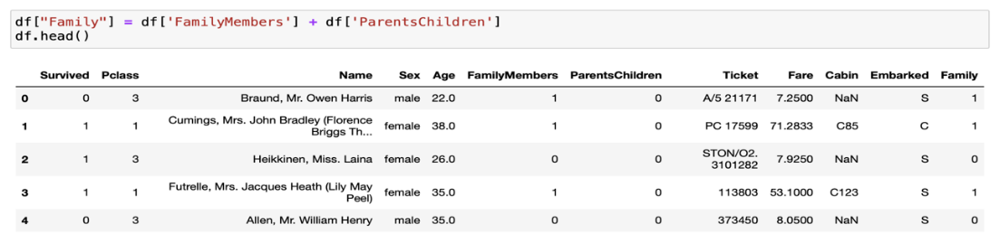 df["Family"] = df['FamilyMembers'] + df['ParentsChildren']
df.head()
Survived Pclass Name Sex Age FamilyMembers ParentsChildren Ticket Fare Cabin Embarked Family
0 0 3 Braund, Mr. Owen Harris male 22.0 1 0 A/5 21171 7.2500 NaN S 1
1 1 1 Cumings, Mrs. John Bradley (Florence Briggs Th... female 38.0 1 0 PC 17599 71.2833 C85 C 1
2 1 3 Heikkinen, Miss. Laina female 26.0 0 0 STON/O2. 3101282 7.9250 NaN S 0
3 1 1 Futrelle, Mrs. Jacques Heath (Lily May Peel) female 35.0 1 0 113803 53.1000 C123 S 1
4 0 3 Allen, Mr. William Henry male 35.0 0 0 373450 8.0500 NaN S 0